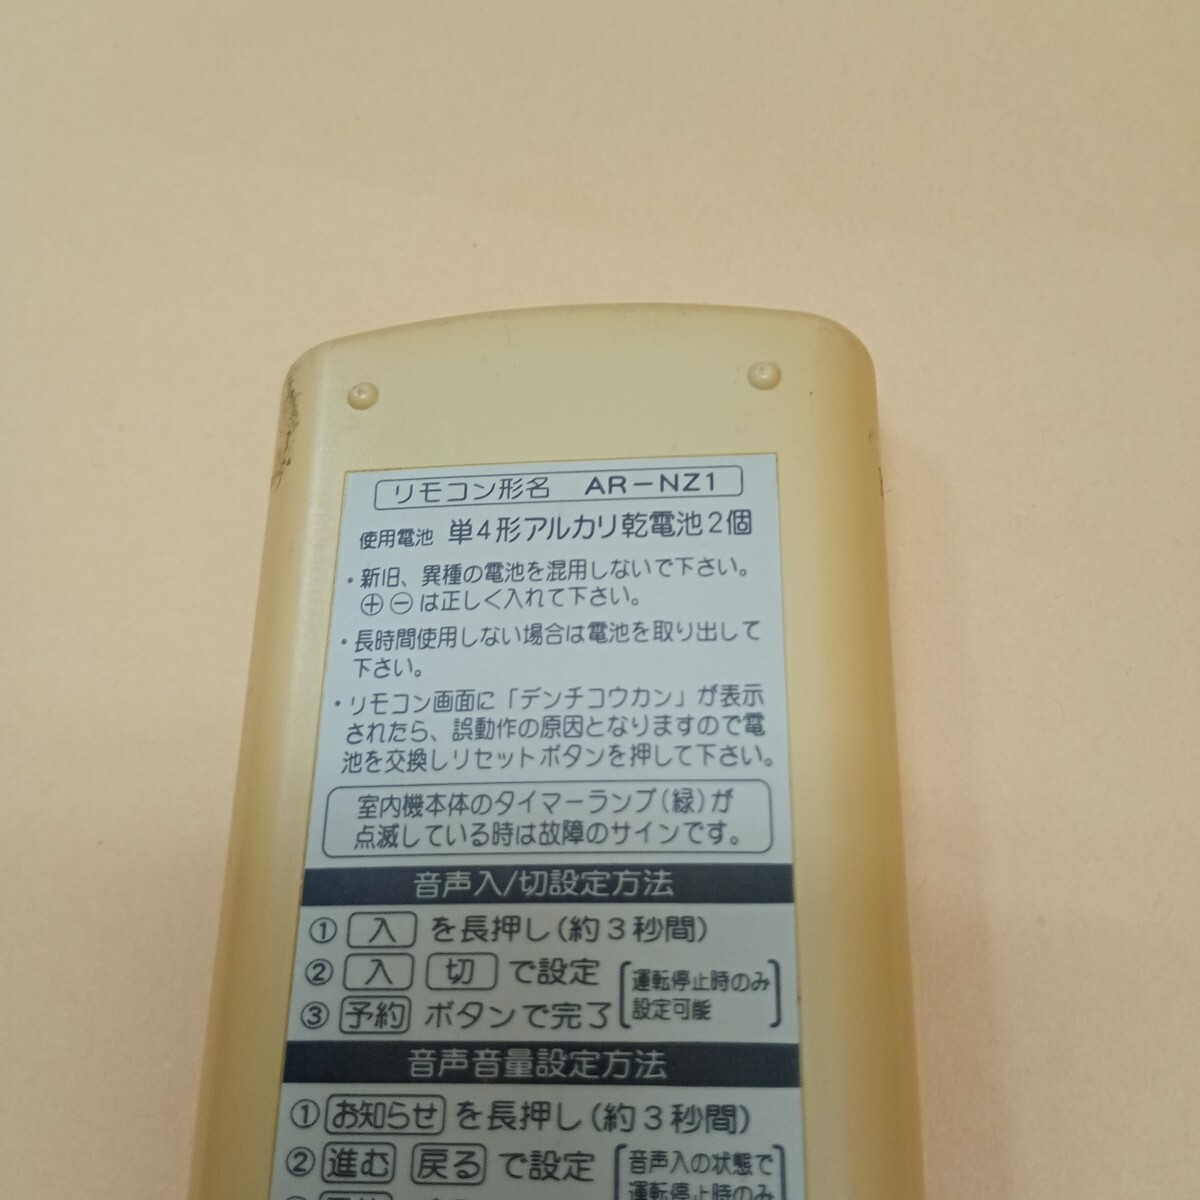 リモコン形名 AR-NZ1
使用電池 単4形アルカリ乾電池2個
・新旧、異種の電池を混用しないで下さい。
⊕⊖は正しく入れて下さい。
・長時間使用しない場合は電池を取り出して
下さい。
・リモコン画面に「デンチコウカン」が表示
されたら、誤動作の原因となりますので電
池を交換しリセットボタンを押して下さい。
室内機本体のタイマーランプ(緑)が
点滅している時は故障のサインです。
音声入/切設定方法
① 入 を長押し(約3秒間)
② 入 切 で設定
③ 予約 ボタンで完了
運転停止時のみ
設定可能
音声音量設定方法
① お知らせ を長押し(約3秒間)
② 進む 戻る で設定
音声入の状態で
運転停止時のみ